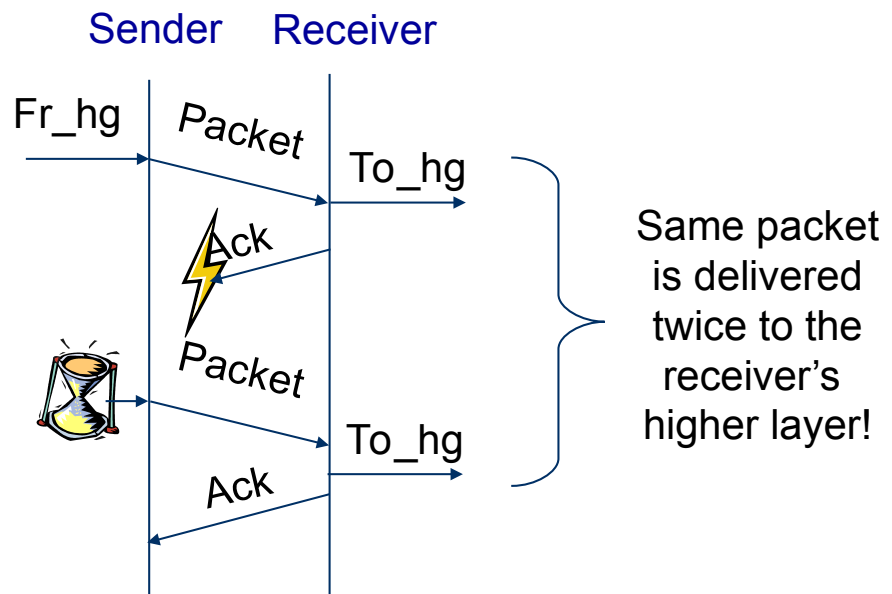 Sender Receiver
Fr_hg
Packet
To_hg
Ack
Packet
To_hg
Ack
Same packet
is delivered
twice to the
receiver’s
higher layer!